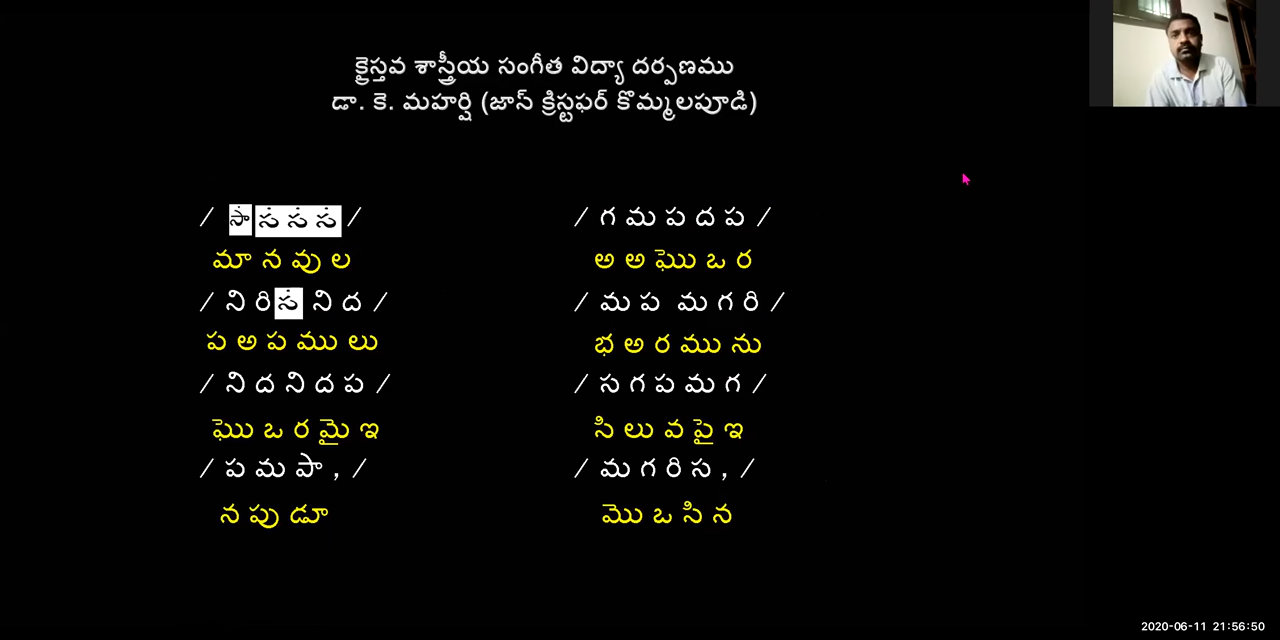 క్రైస్తవ శాస్త్రీయ సంగీత విద్యా దర్పణము
డా. కె. మహర్షి (జాస్ క్రిస్టఫర్ కొమ్మలపూడి)
/ సా̇ స̇ స̇ స̇ /
మా న వు ల
/ ని రి స̇ ని ద /
ప అ ప ము లు
/ ని ద ని ద ప /
ఘొ ఒ ర మై ఇ
/ ప మ పా , /
న పు డూ
/ గ మ ప ద ప /
అ అ ఘొ ఒ ర
/ మ ప మ గ రి /
భ అ ర ము ను
/ స గ ప మ గ /
సి లు వ పై ఇ
/ మ గ రి స , /
మొ ఒ సి న
2020-06-11 21:56:50